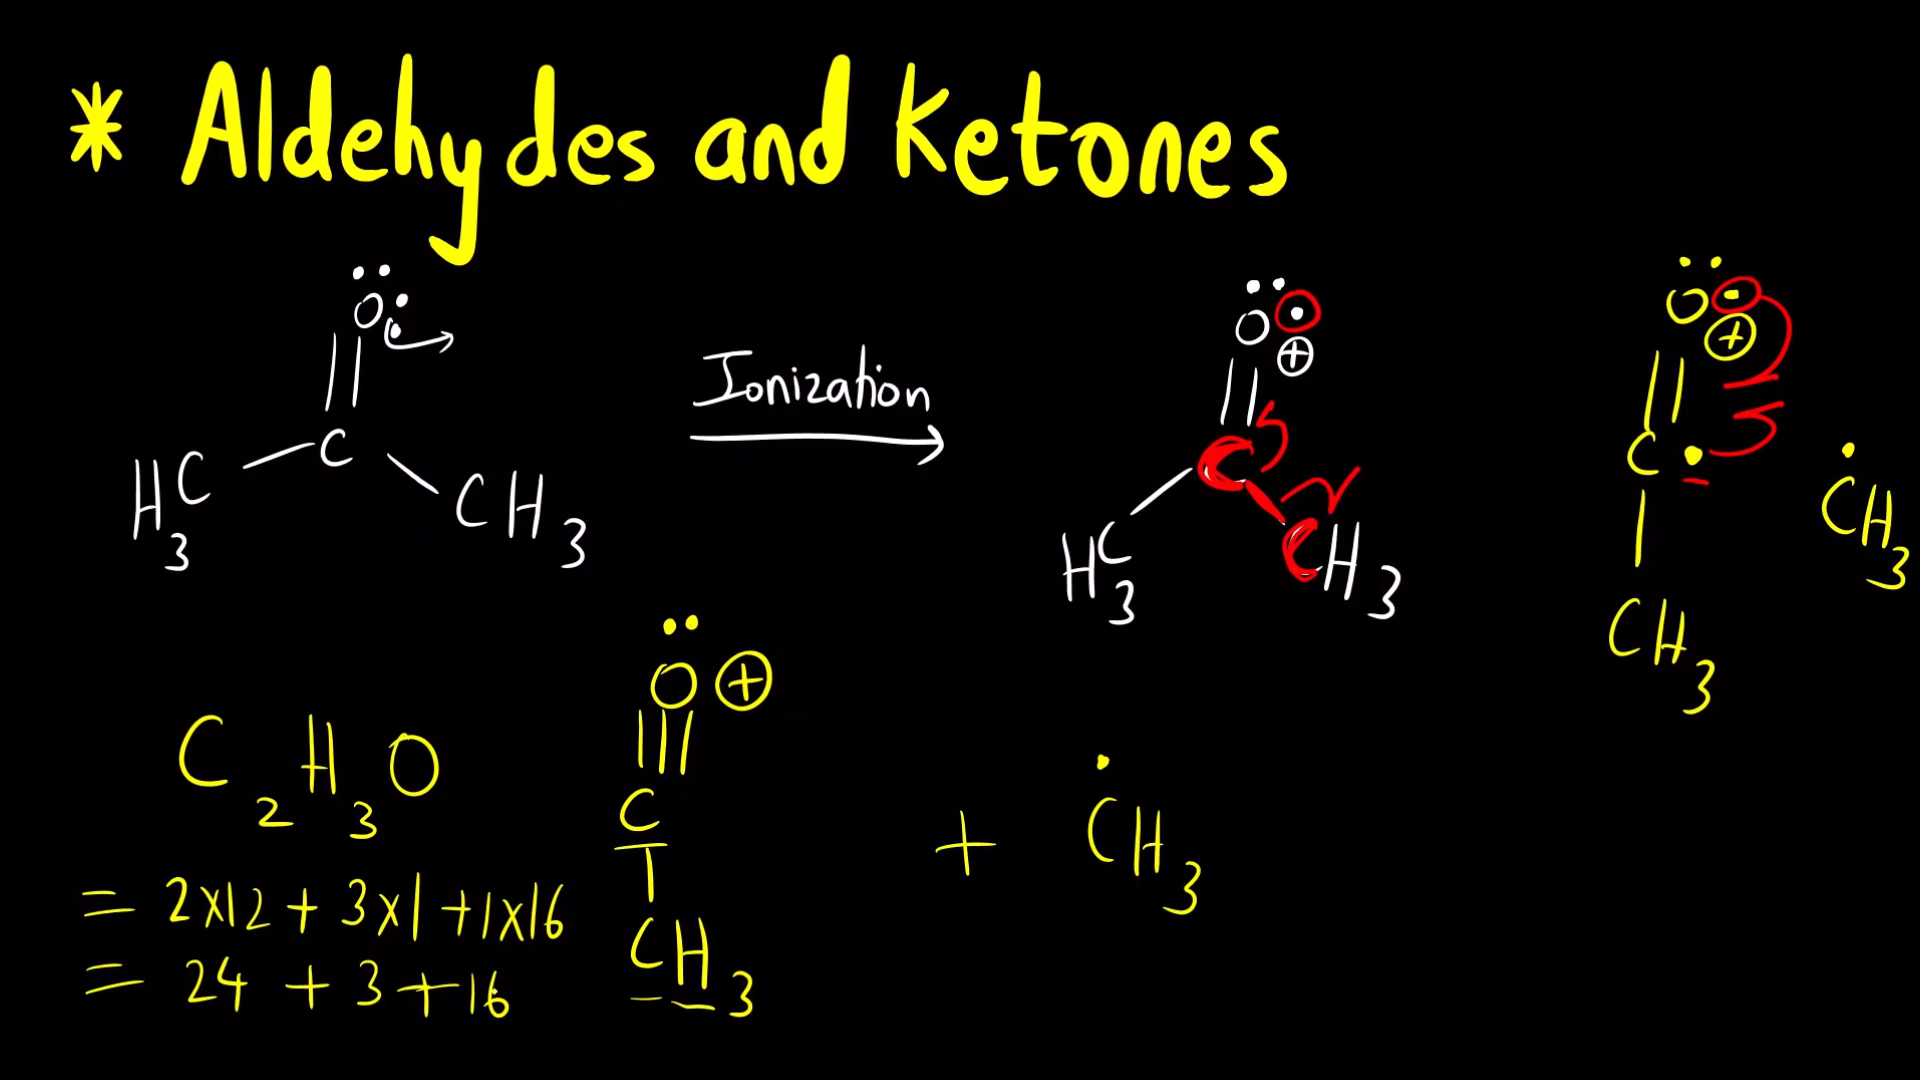 * Aldehydes and Ketones
:O:
H3C - C - CH3
Ionization
O ⊕
H3C C CH3
O ⊕
C
CH3
CH3
C2H3O
= 2x12 + 3x1 + 1x16
= 24 + 3 + 16
O ⊕
C
CH3
+ CH3